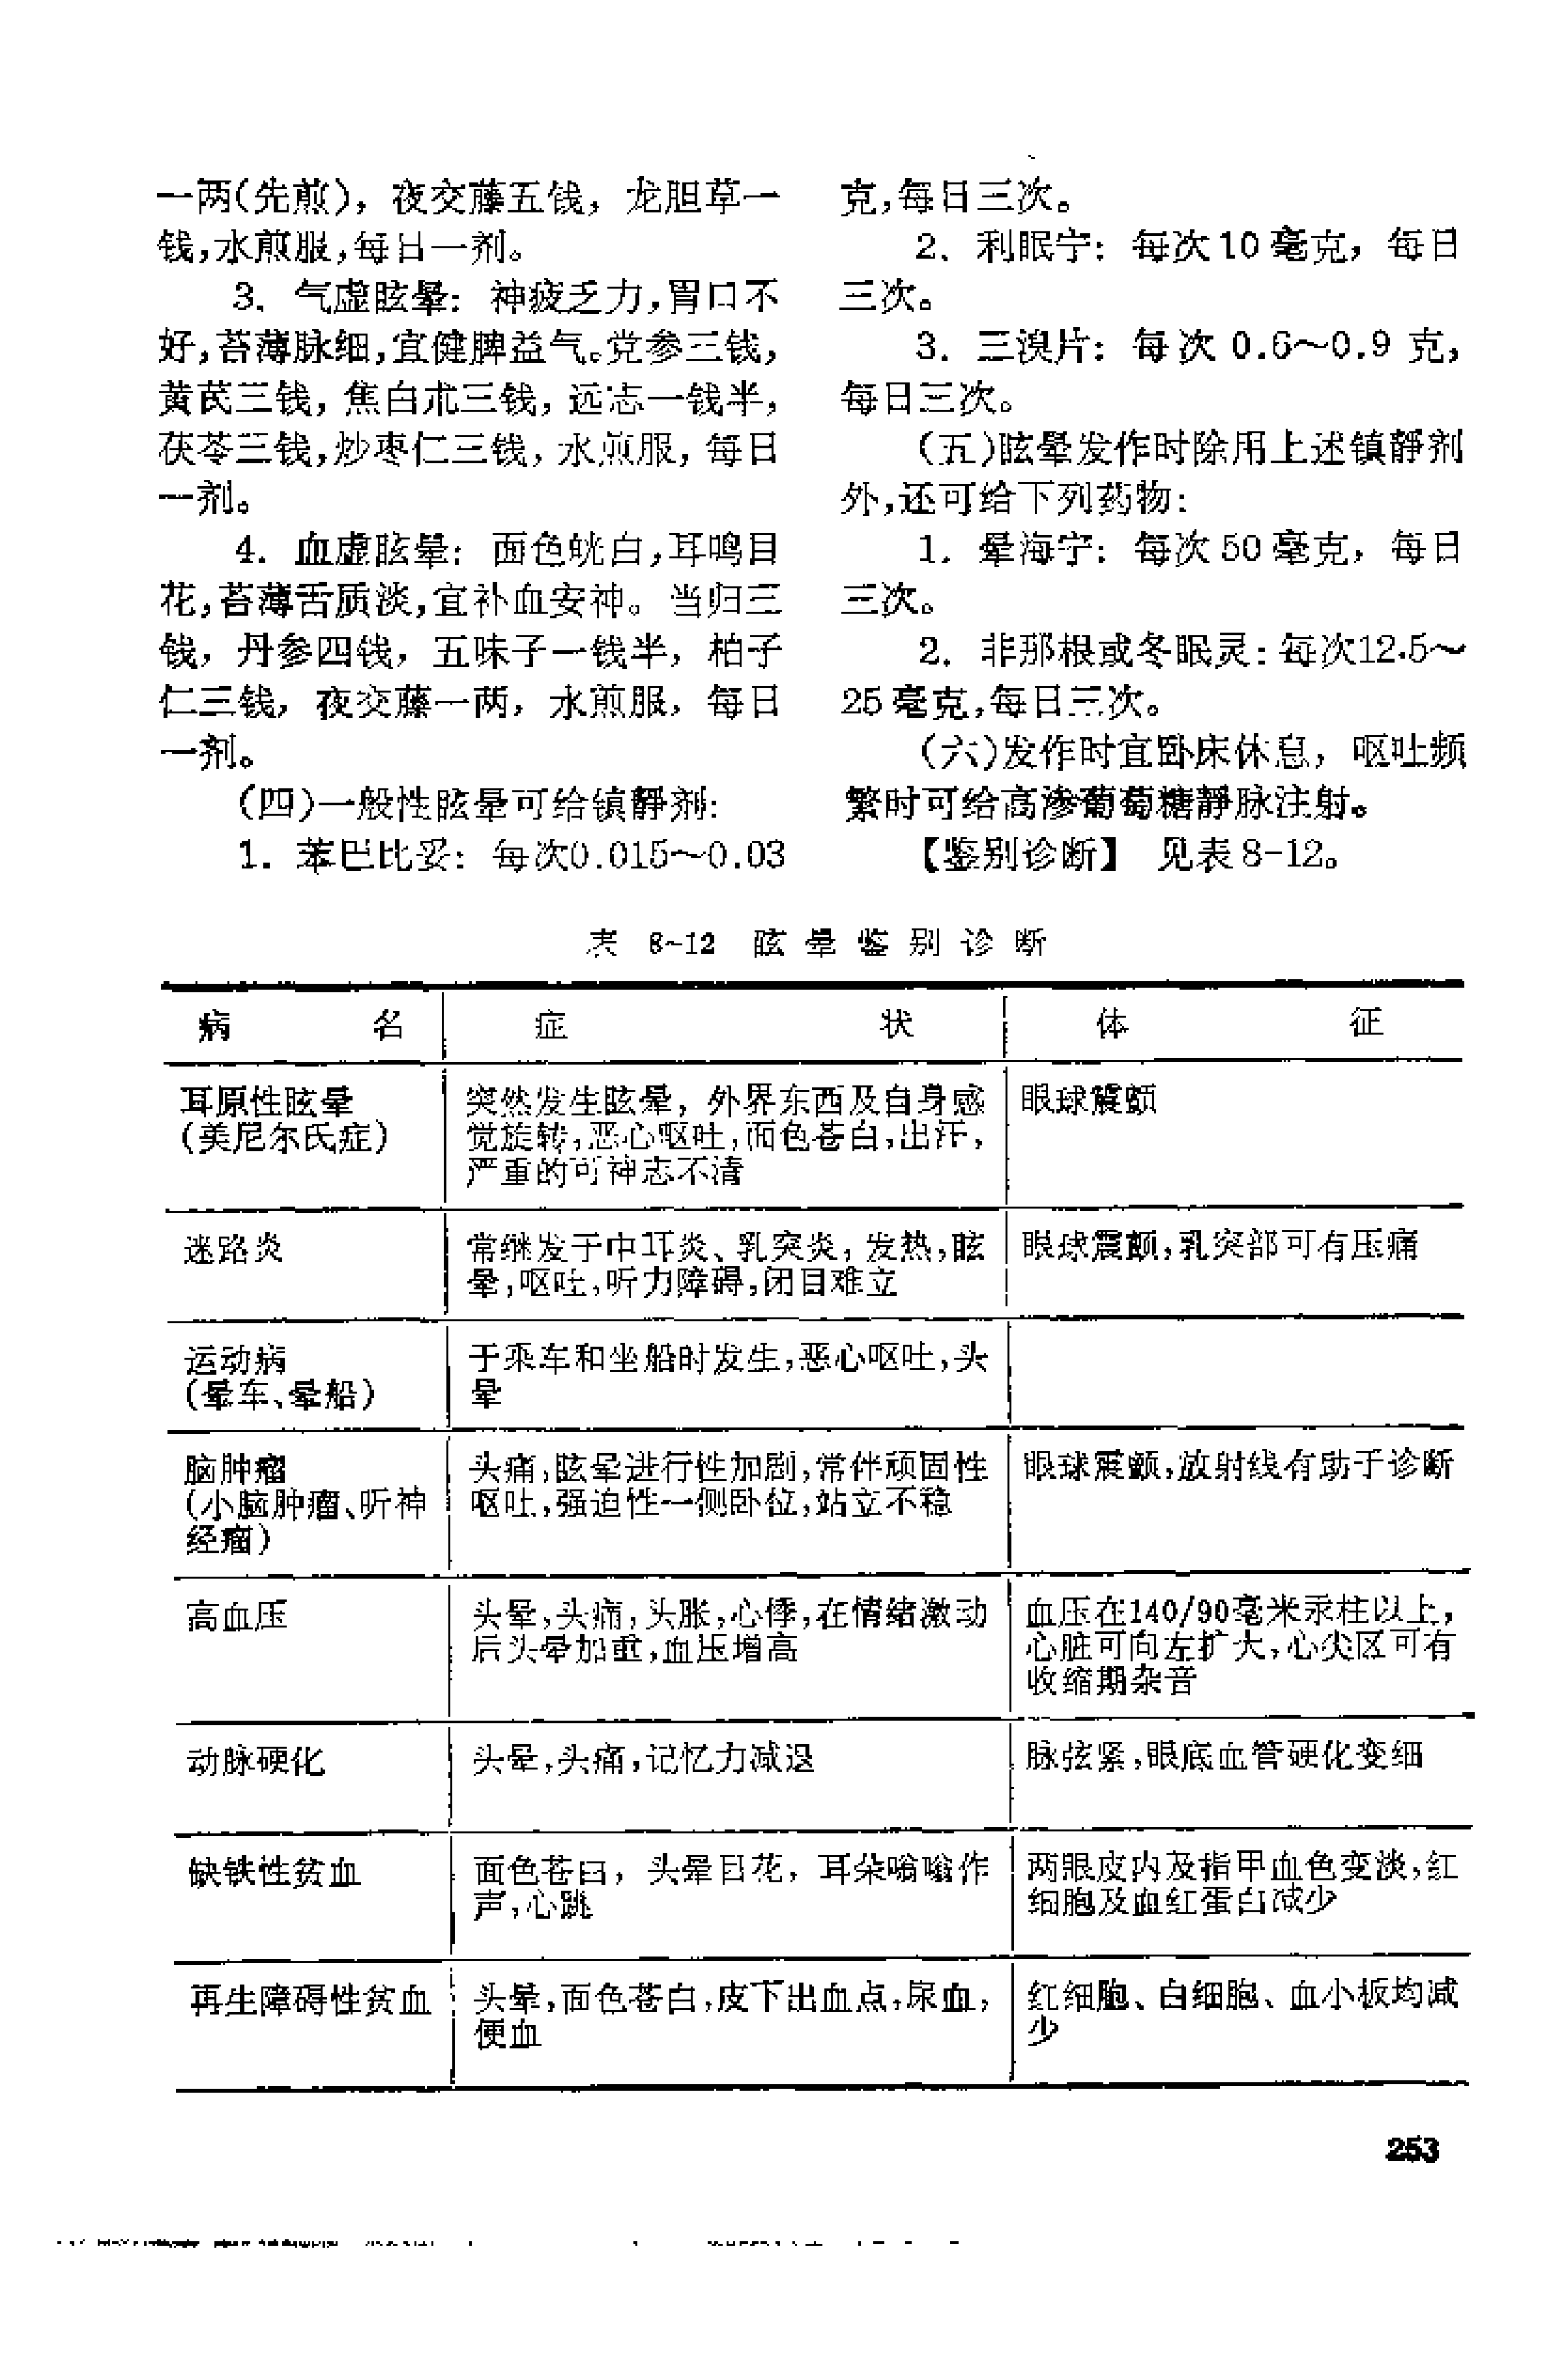 一两(先煎)，夜交藤五钱，龙胆草一
钱,水煎服,每日一剂。
3．气虚眩晕：神疲乏力,胃口不
好,苔薄脉细,宜健脾益气。党参三钱,
黄芪三钱,焦白术三钱,远志一钱半,
茯苓三钱,炒枣仁三钱,水煎服,每日
一剂。
4．血虚眩晕：面色㿠白,耳鸣目
花,苔薄舌质淡,宜补血安神。当归三
钱，丹参四钱，五味子一钱半，柏子
仁三钱，夜交藤一两，水煎服，每日
一剂。
(四)一般性眩晕可给镇静剂：
1．苯巴比妥：每次0.015～0.03
克,每日三次。
2．利眠宁：每次10毫克，每日
三次。
3．三溴片：每次 0.6～0.9 克，
每日三次。
(五)眩晕发作时除用上述镇静剂
外,还可给下列药物：
1．晕海宁：每次50毫克，每日
三次。
2．非那根或冬眠灵：每次12.5～
25毫克,每日三次。
(六)发作时宜卧床休息，呕吐频
繁时可给高渗葡萄糖静脉注射。
【鉴别诊断】 见表8-12。
表 8-12 眩晕鉴别诊断
病名 症状 体征
耳原性眩晕
(美尼尔氏症)
突然发生眩晕，外界东西及自身感
觉旋转,恶心呕吐,面色苍白,出汗,
严重的可神志不清
眼球震颤
迷路炎
常继发于中耳炎、乳突炎,发热,眩
晕,呕吐,听力障碍,闭目难立
眼球震颤,乳突部可有压痛
运动病
(晕车、晕船)
于乘车和坐船时发生,恶心呕吐,头
晕
脑肿瘤
(小脑肿瘤、听神
经瘤)
头痛,眩晕进行性加剧,常伴顽固性
呕吐,强迫性一侧卧位,站立不稳
眼球震颤,放射线有助于诊断
高血压
头晕,头痛,头胀,心悸,在情绪激动
后头晕加重,血压增高
血压在140/90毫米汞柱以上,
心脏可向左扩大,心尖区可有
收缩期杂音
动脉硬化
头晕,头痛,记忆力减退
脉弦紧,眼底血管硬化变细
缺铁性贫血
面色苍白，头晕目花，耳朵嗡嗡作
声,心跳
两眼皮内及指甲血色变淡,红
细胞及血红蛋白减少
再生障碍性贫血
头晕,面色苍白,皮下出血点,尿血,
便血
红细胞、白细胞、血小板均减
少
253